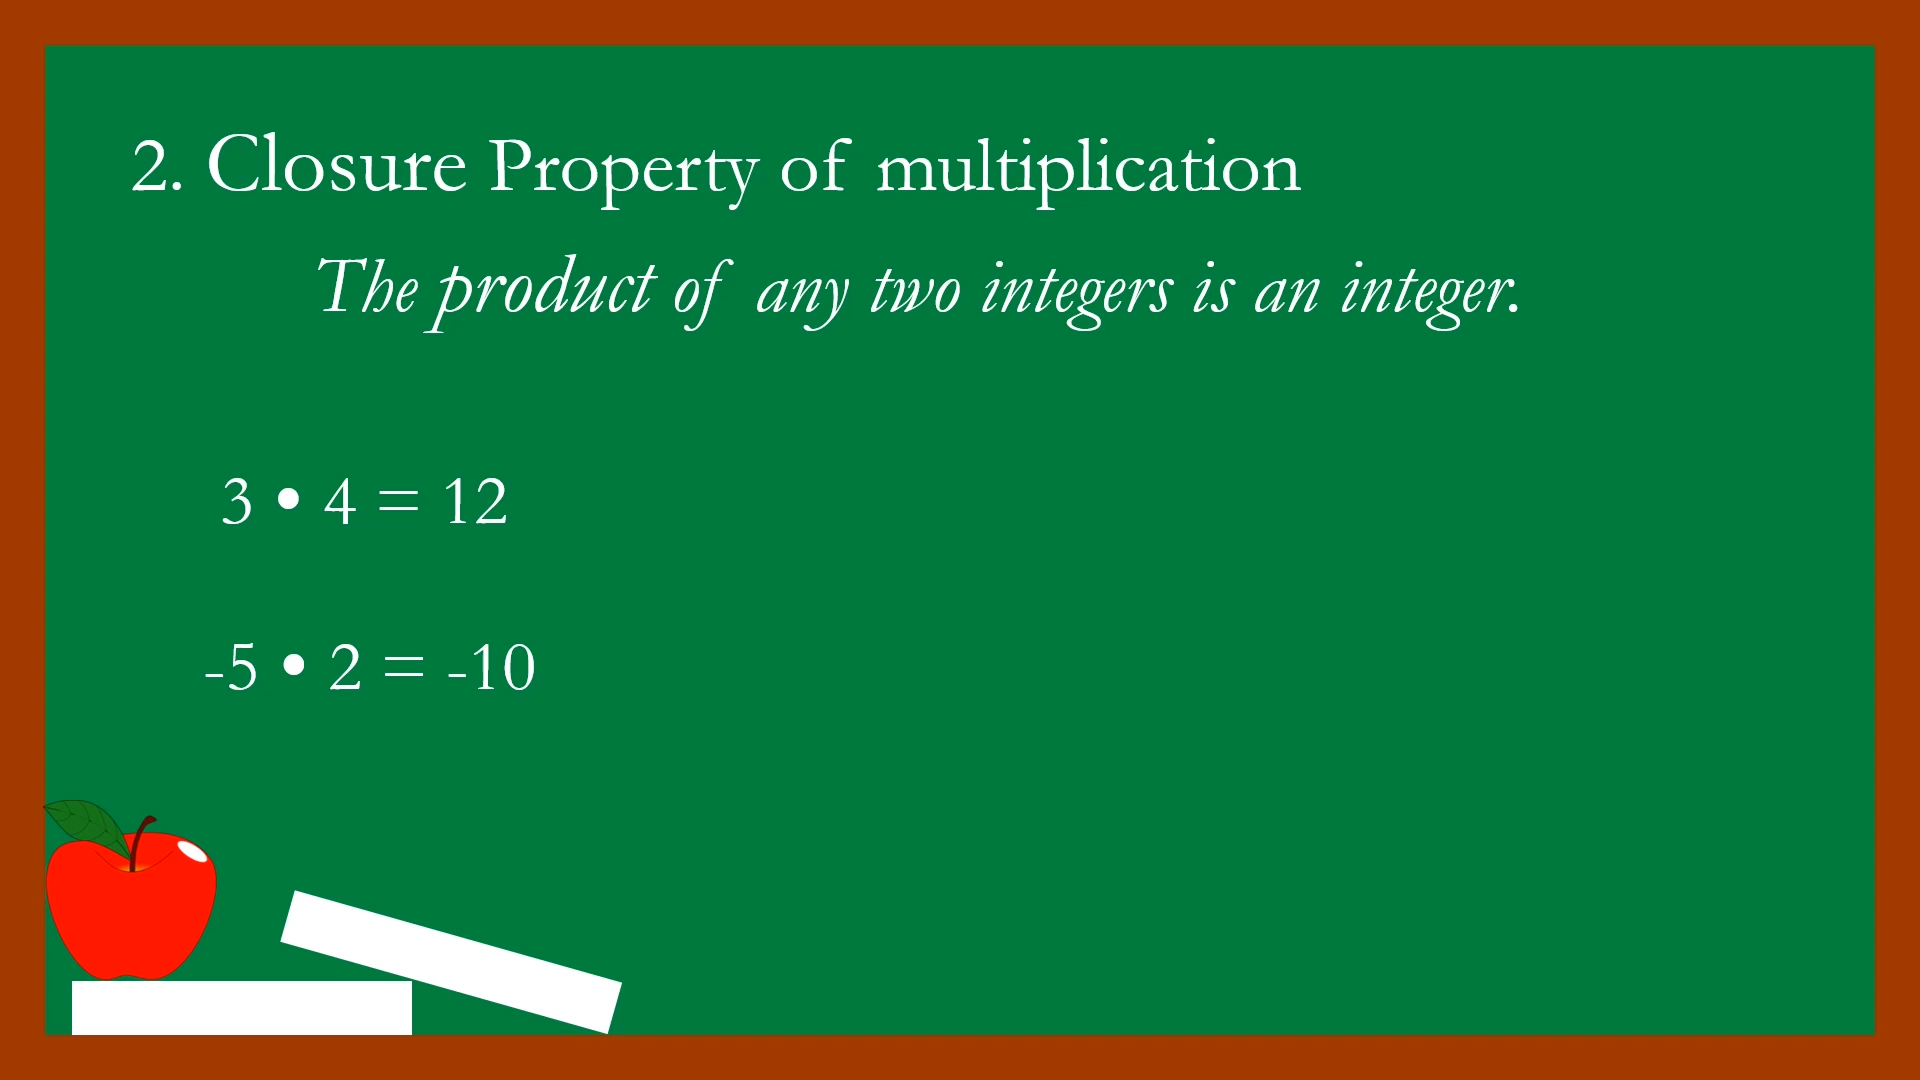 2. Closure Property of multiplication
The product of any two integers is an integer.
3 • 4 = 12
-5 • 2 = -10